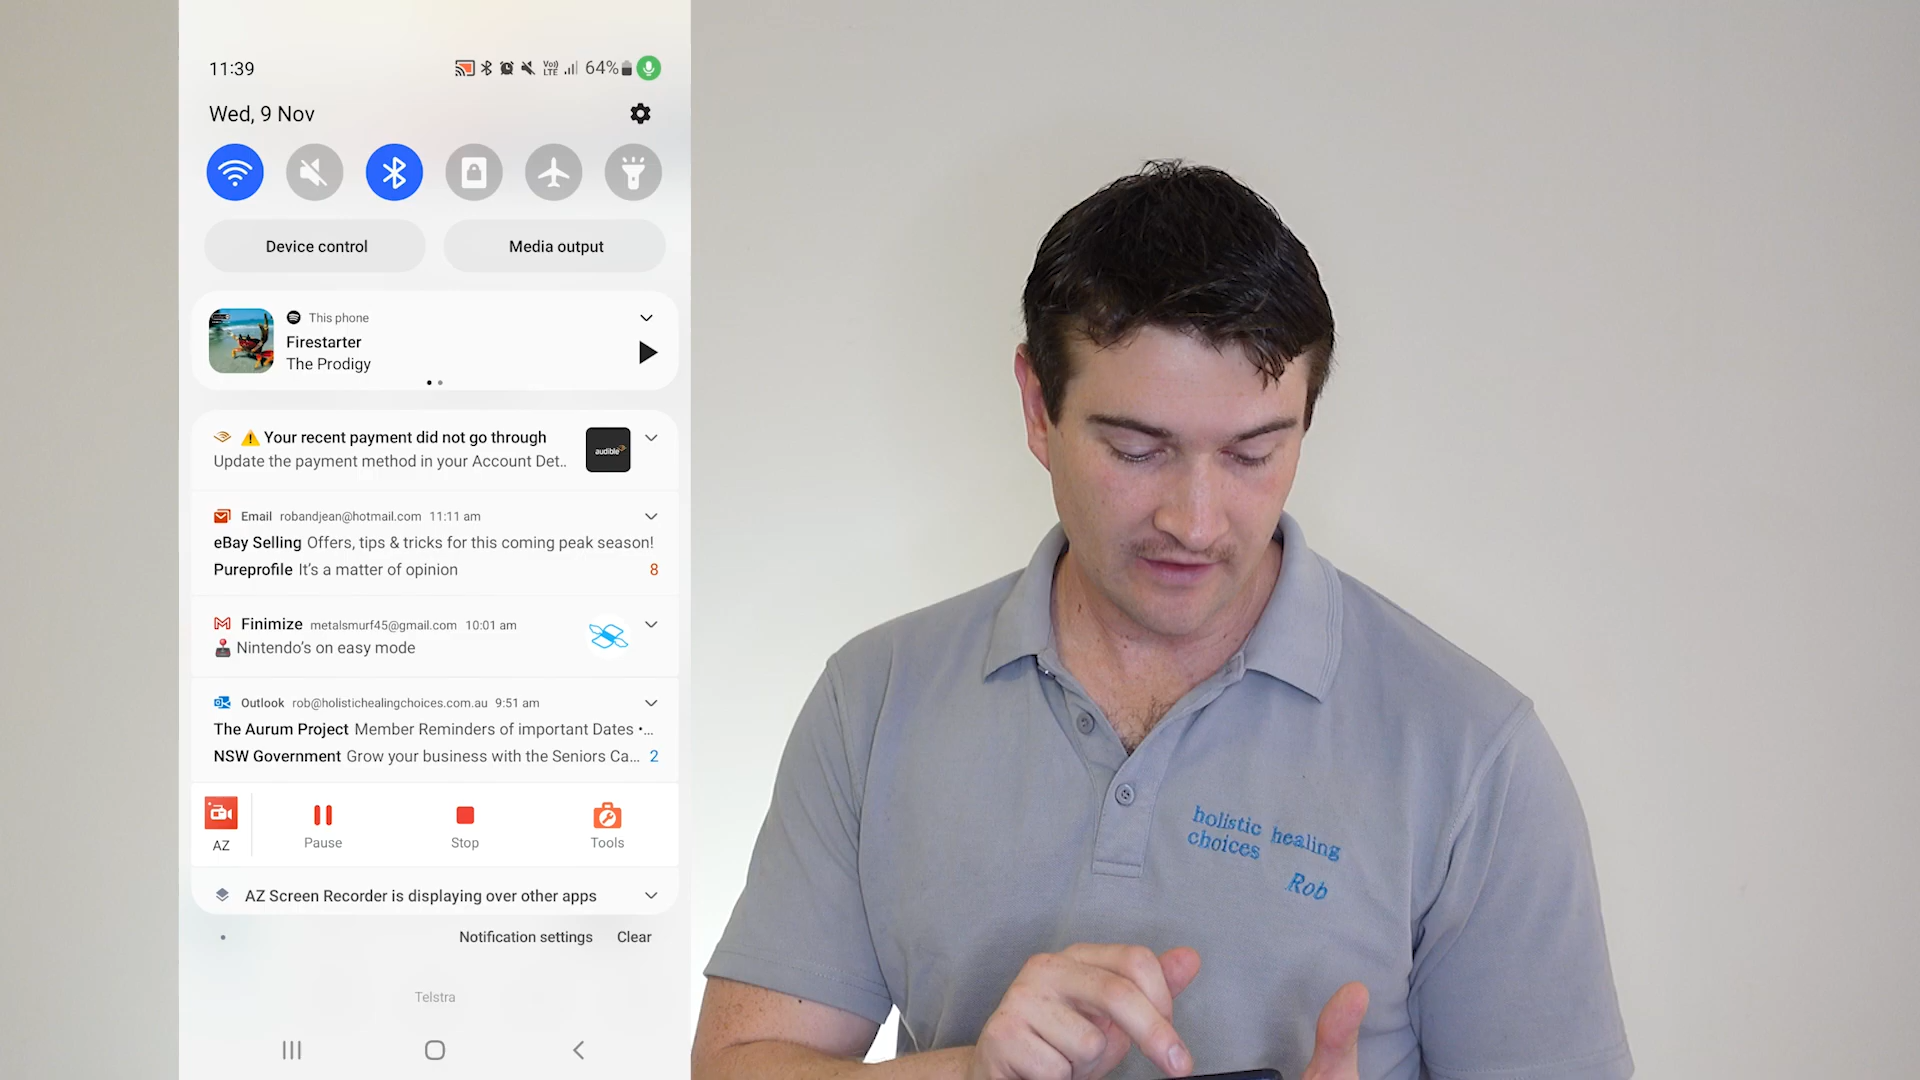 11:39
Vo))
LTE
64%
Wed, 9 Nov
Device control
Media output
This phone
Firestarter
The Prodigy
⚠ Your recent payment did not go through
Update the payment method in your Account Det..
audible
Email robandjean@hotmail.com 11:11 am
eBay Selling Offers, tips & tricks for this coming peak season!
Pureprofile It's a matter of opinion 8
Finimize metalsmurf45@gmail.com 10:01 am
🕹 Nintendo's on easy mode
Outlook rob@holistichealingchoices.com.au 9:51 am
The Aurum Project Member Reminders of important Dates •...
NSW Government Grow your business with the Seniors Ca... 2
AZ
Pause
Stop
Tools
AZ Screen Recorder is displaying over other apps
Notification settings
Clear
Telstra
holistic healing
choices
Rob